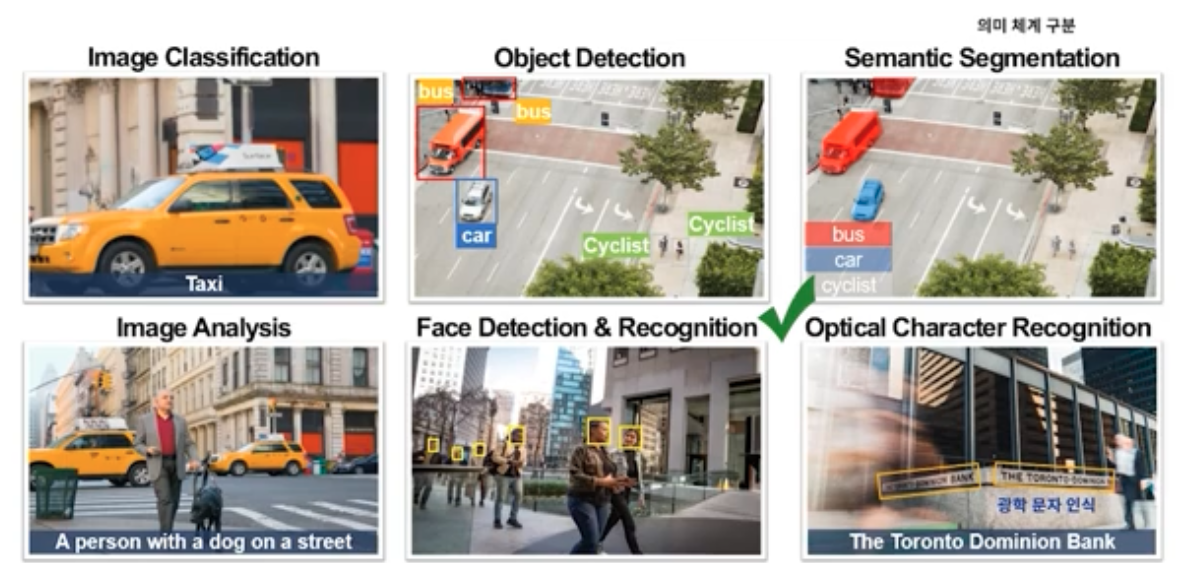 의미 체계 구분
Image Classification
Object Detection
Semantic Segmentation
Surface
Taxi
bus
bus
car
Cyclist
Cyclist
bus
car
cyclist
Image Analysis
Face Detection & Recognition
Optical Character Recognition
A person with a dog on a street
DOMINION BANK
THE TORONTO-DOMINION
광학 문자 인식
The Toronto Dominion Bank